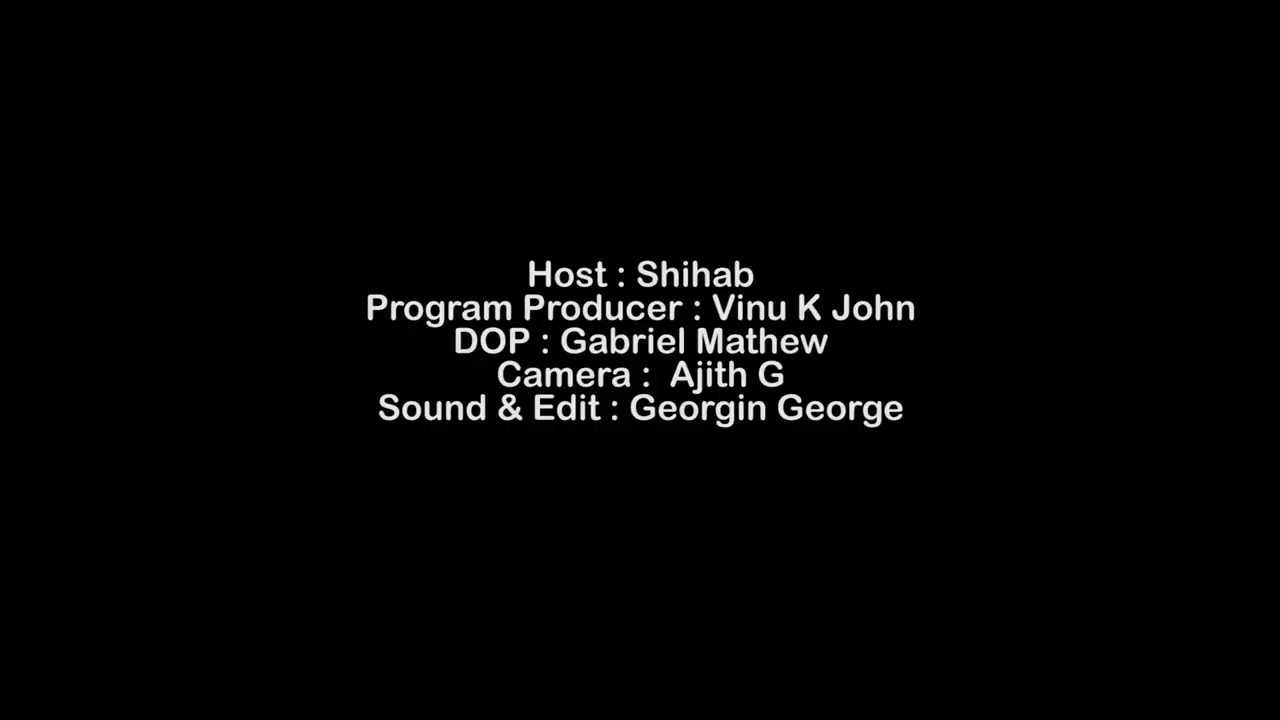 Host : Shihab
Program Producer : Vinu K John
DOP : Gabriel Mathew
Camera :  Ajith G
Sound & Edit : Georgin George